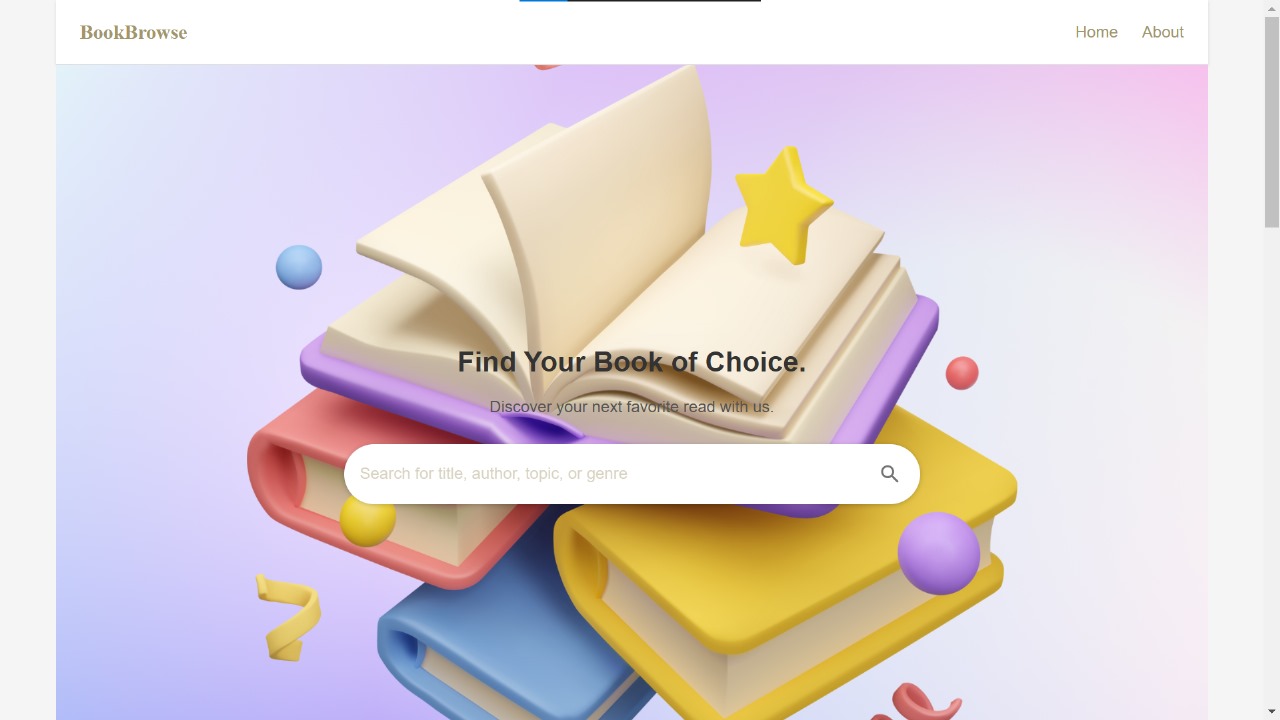 BookBrowse
Home About
Find Your Book of Choice.
Discover your next favorite read with us.
Search for title, author, topic, or genre